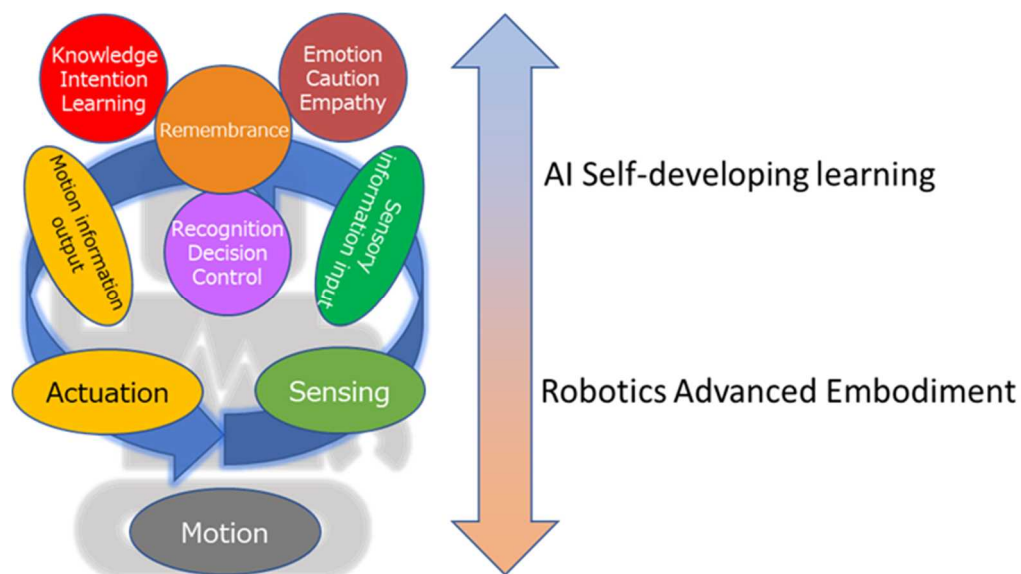 Knowledge
Intention
Learning
Emotion
Caution
Empathy
Remembrance
Motion information
output
Sensory
information input
Recognition
Decision
Control
AI Self-developing learning
Actuation
Sensing
Robotics Advanced Embodiment
Motion